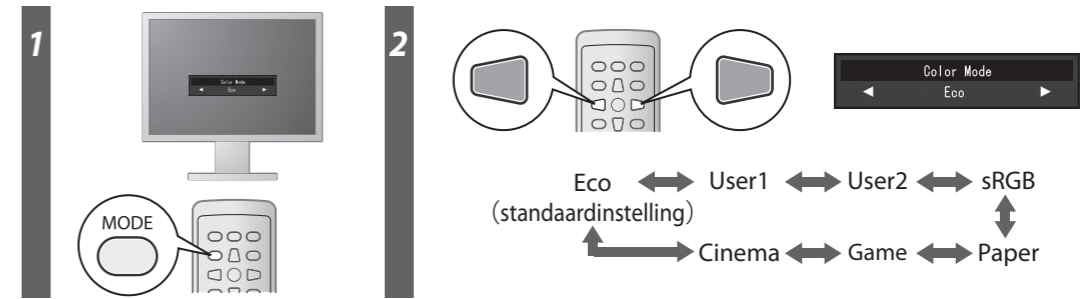 1
Color Mode
◄ Eco ►
MODE
2
Color Mode
◄ Eco ►
Eco User1 User2 sRGB
(standaardinstelling)
Cinema Game Paper